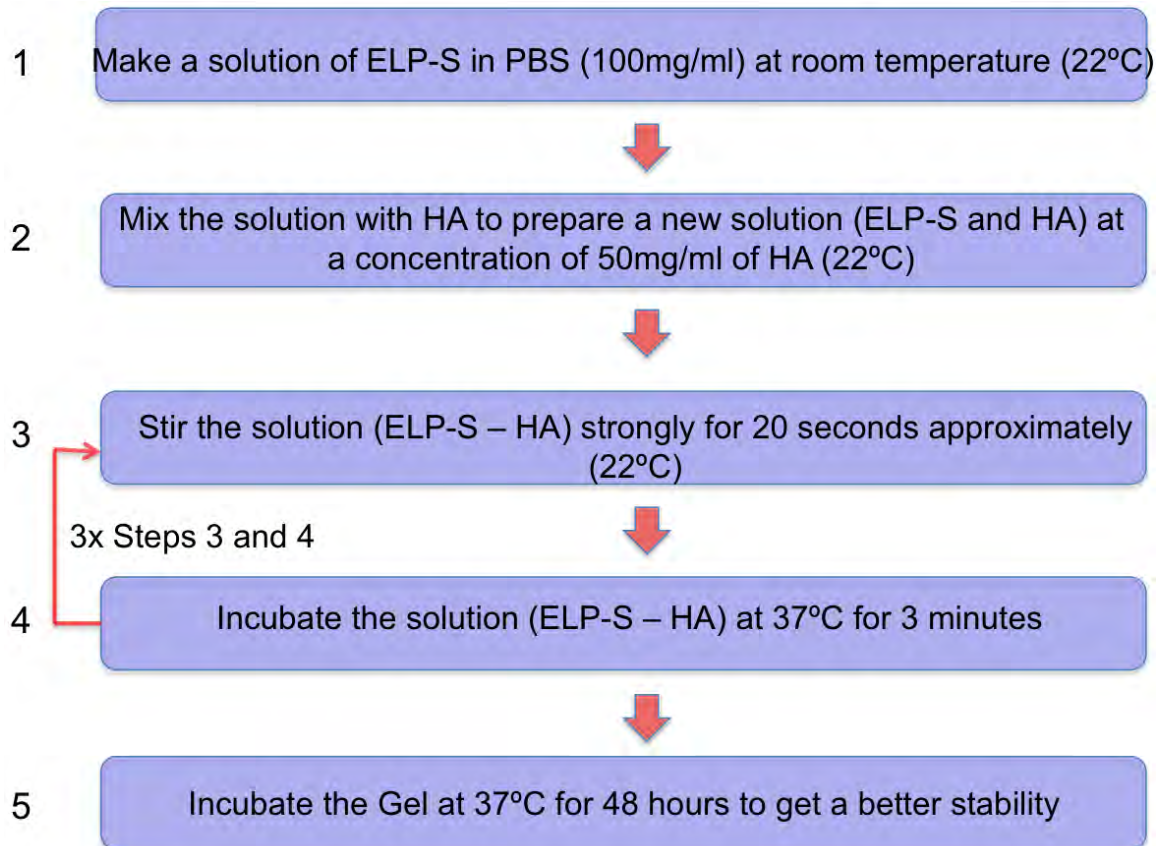 1
Make a solution of ELP-S in PBS (100mg/ml) at room temperature (22ºC)
2
Mix the solution with HA to prepare a new solution (ELP-S and HA) at
a concentration of 50mg/ml of HA (22ºC)
3
Stir the solution (ELP-S – HA) strongly for 20 seconds approximately
(22ºC)
3x Steps 3 and 4
4
Incubate the solution (ELP-S – HA) at 37ºC for 3 minutes
5
Incubate the Gel at 37ºC for 48 hours to get a better stability